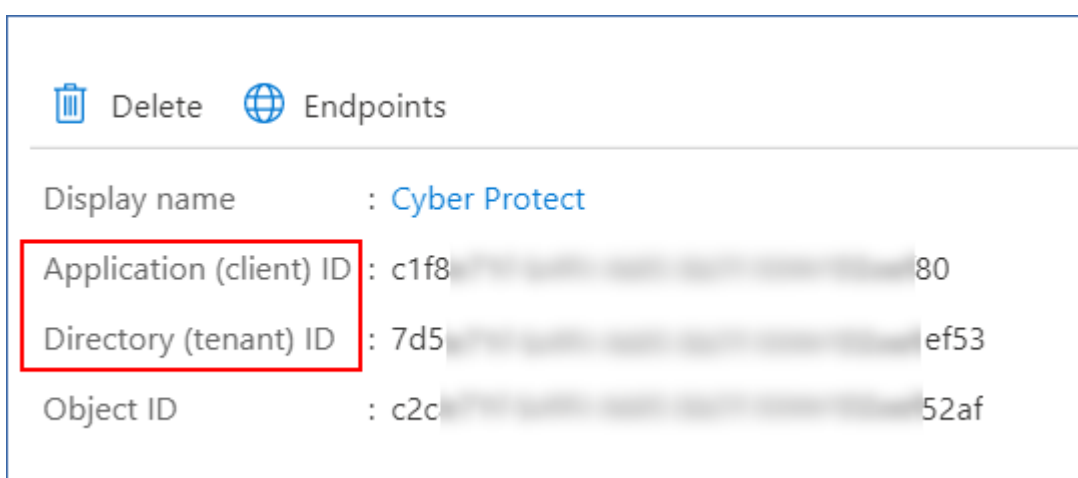 Delete Endpoints
Display name : Cyber Protect
Application (client) ID : c1f8 80
Directory (tenant) ID : 7d5 ef53
Object ID : c2c 52af